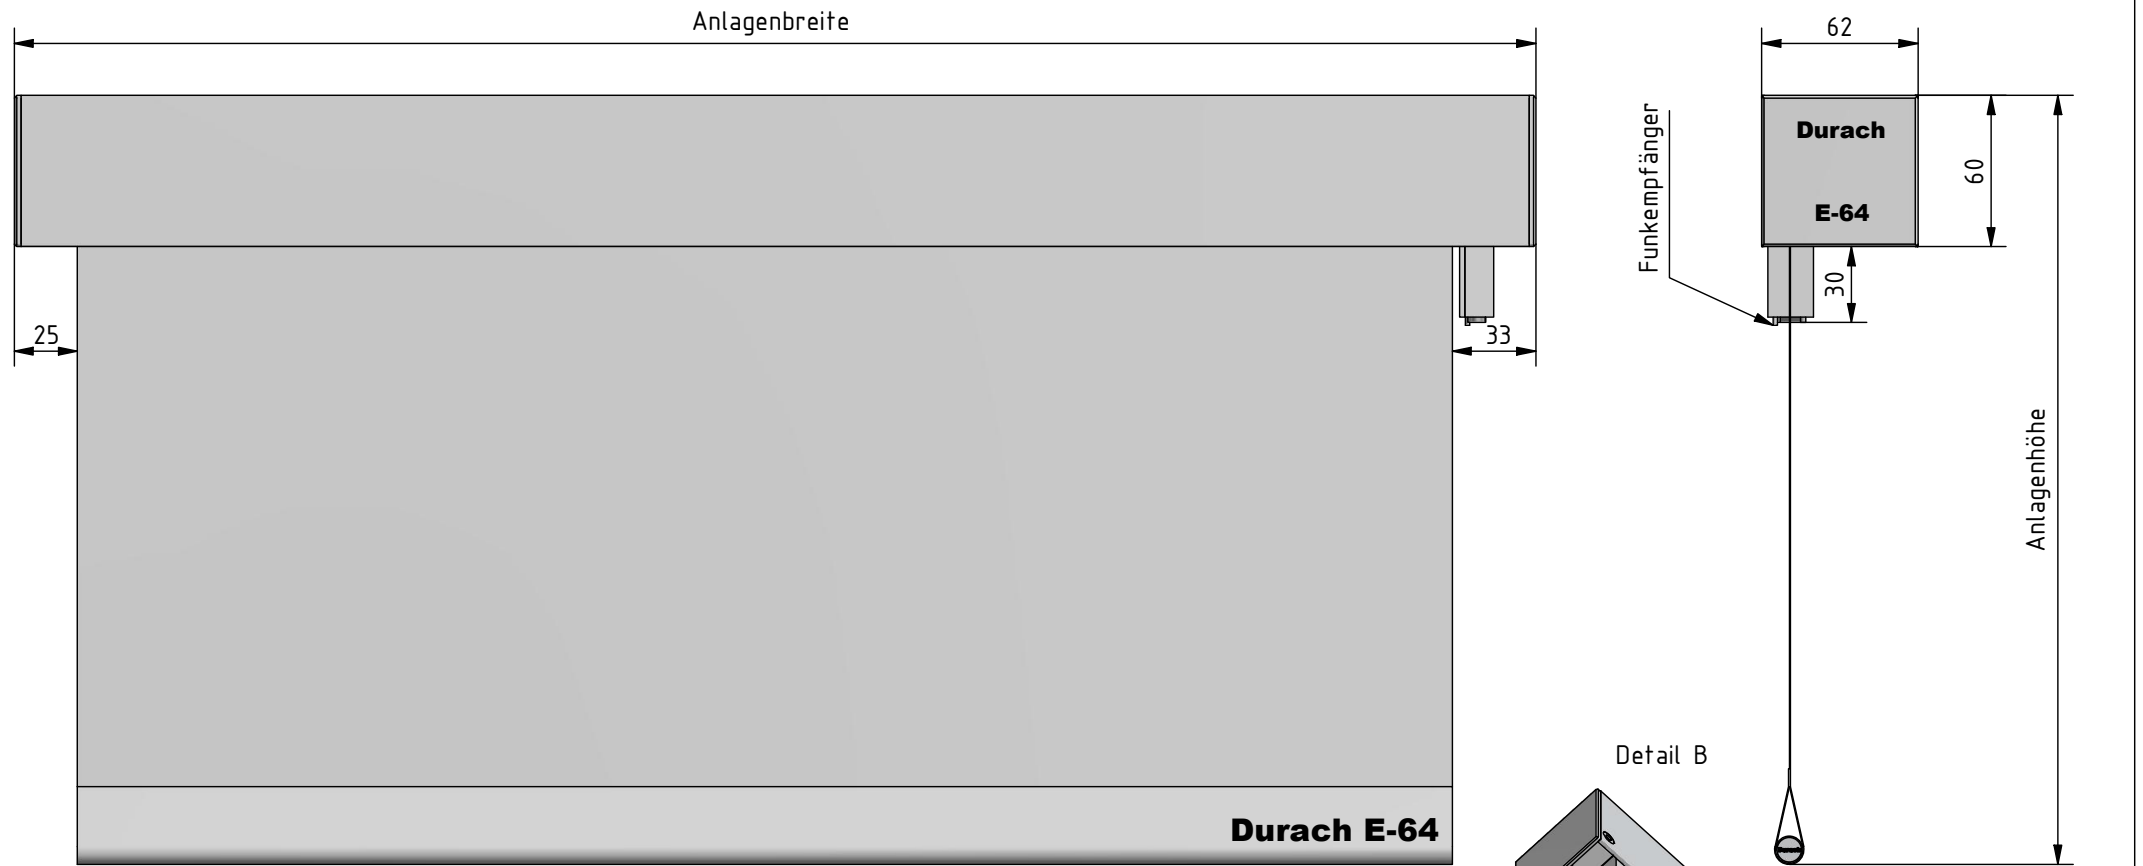 Anlagenbreite
62
Durach
E-64
60
Funkempfänger
30
25
33
Anlagenhöhe
Detail B
Durach E-64